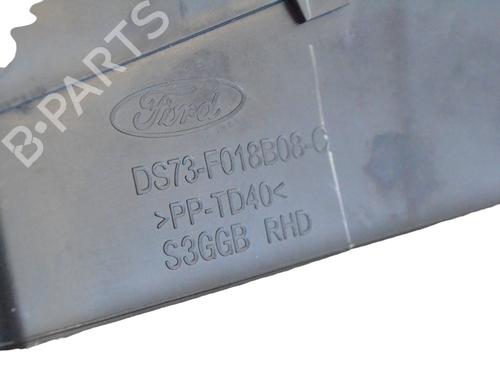 B-PARTS
Ford
DS73-F018B08-C
>PP-TD40<
S3GGB RHD